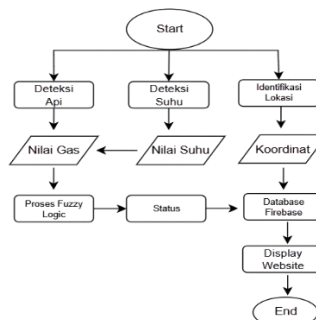 Start
Deteksi
Api
Deteksi
Suhu
Identifikasi
Lokasi
Nilai Gas
Nilai Suhu
Koordinat
Proses Fuzzy
Logic
Status
Database
Firebase
Display
Website
End